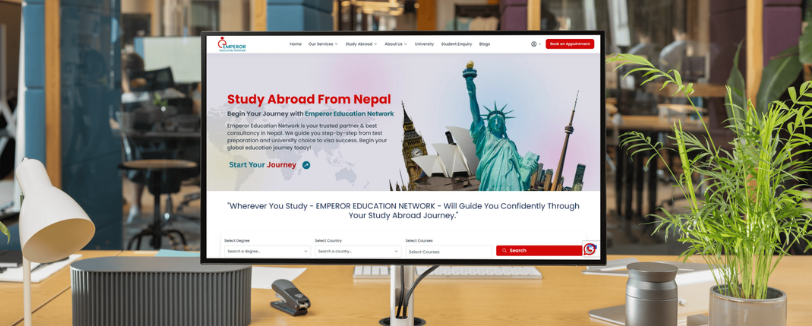 EMPEROR
Home Our Services Study Abroad About Us University Student Enquiry Blogs
Book an Appointment
Study Abroad From Nepal
Begin Your Journey with Emperor Education Network
Emperor Education Network is your trusted partner & best
consultancy in Nepal. We guide you step-by-step from test
preparation and university choice to visa success. Begin your
global education journey today!
Start Your Journey
"Wherever You Study - EMPEROR EDUCATION NETWORK - Will Guide You Confidently Through
Your Study Abroad Journey."
Select Degree Select Country Select Courses
Search a degree... Search a country... Select Courses Search